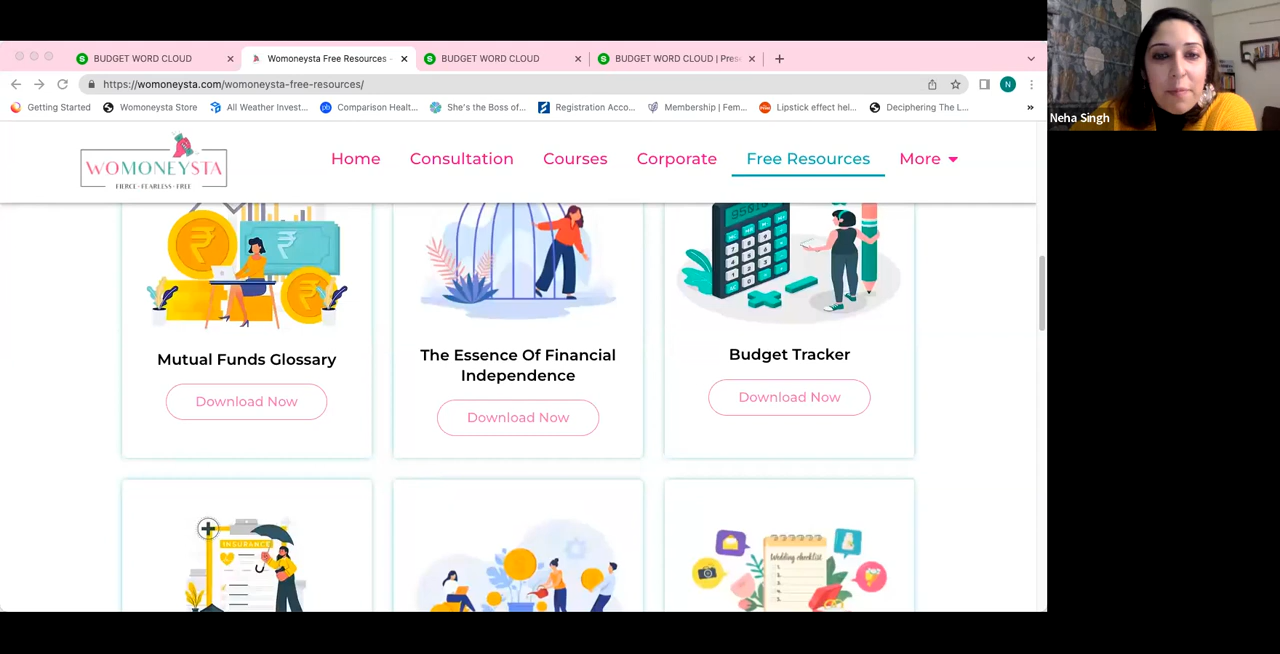 BUDGET WORD CLOUD
Womoneysta Free Resources -
BUDGET WORD CLOUD
BUDGET WORD CLOUD | Pres
https://womoneysta.com/womoneysta-free-resources/
N
Getting Started
Womoneysta Store
All Weather Invest...
Comparison Healt...
She's the Boss of...
Registration Acco...
Membership | Fem...
Lipstick effect hel...
Deciphering The L...
WOMONEYSTA
FIERCE·FEARLESS·FREE
Home
Consultation
Courses
Corporate
Free Resources
More
Neha Singh
Mutual Funds Glossary
Download Now
The Essence Of Financial
Independence
Download Now
Budget Tracker
Download Now
INSURANCE
Wedding checklist